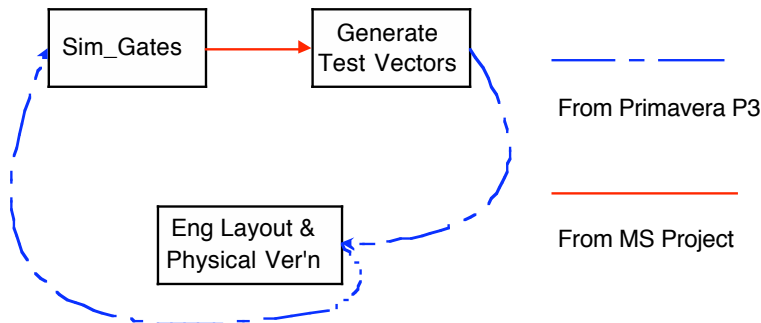 Sim_Gates
Generate
Test Vectors
From Primavera P3
Eng Layout &
Physical Ver'n
From MS Project